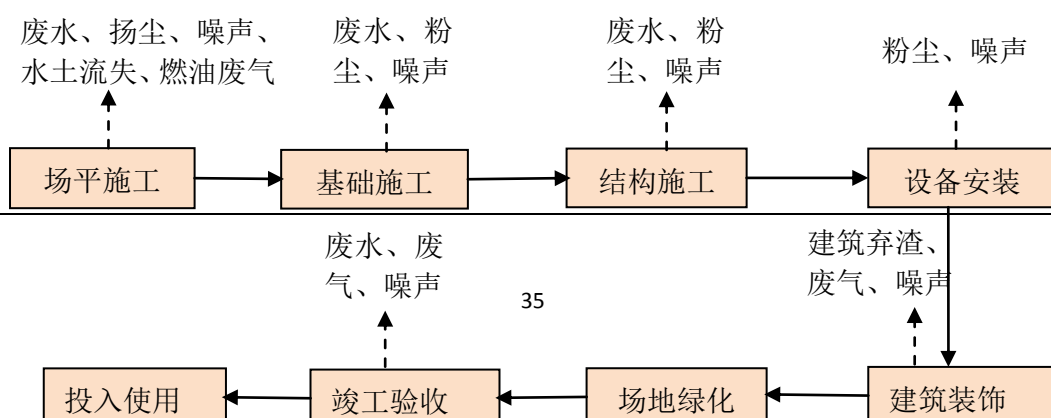 废水、扬尘、噪声、
水土流失、燃油废气
废水、粉
尘、噪声
废水、粉
尘、噪声
粉尘、噪声
场平施工
基础施工
结构施工
设备安装
废水、废
气、噪声
35
建筑弃渣、
废气、噪声
投入使用
竣工验收
场地绿化
建筑装饰